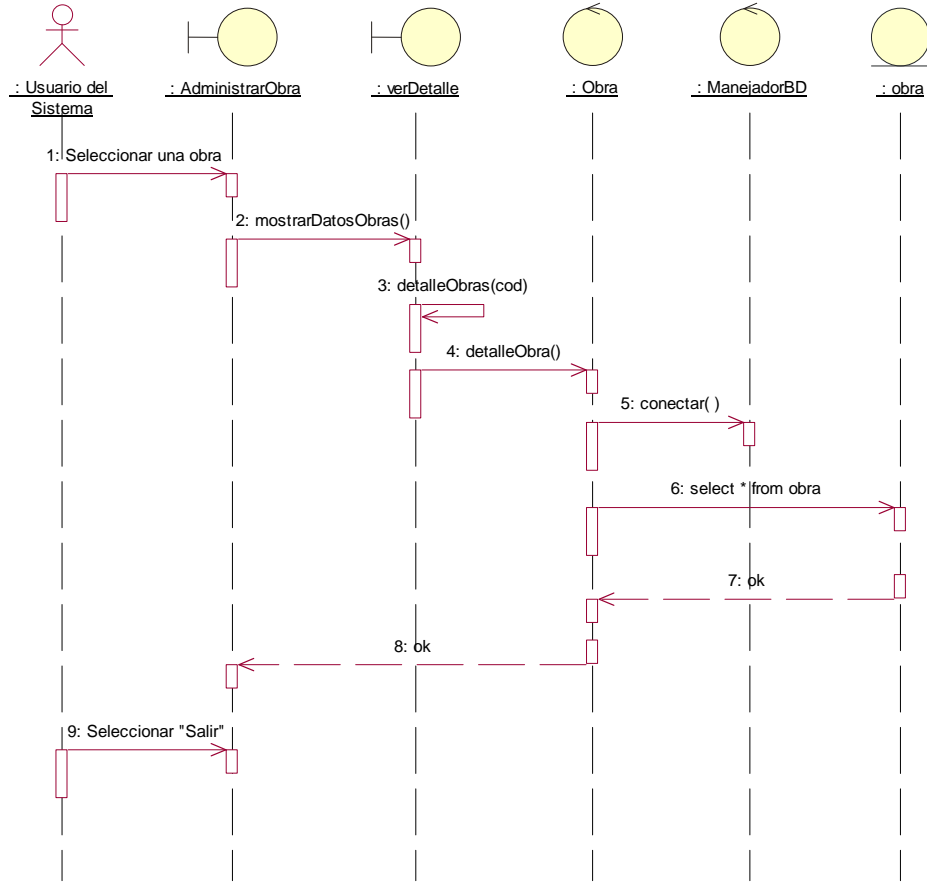 : Usuario del
Sistema
: AdministrarObra
: verDetalle
: Obra
: ManejadorBD
: obra
1: Seleccionar una obra
2: mostrarDatosObras()
3: detalleObras(cod)
4: detalleObra()
5: conectar( )
6: select * from obra
7: ok
8: ok
9: Seleccionar "Salir"